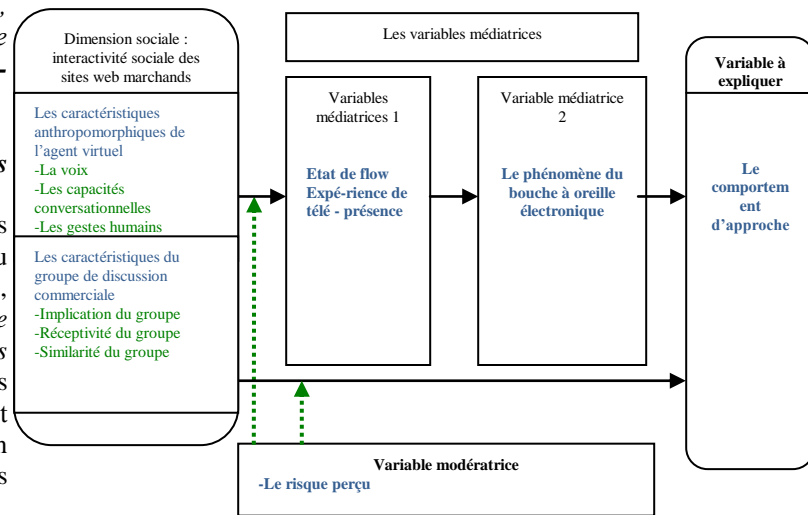 ,
e
-
s
s
u
,
e
s
s
t
n
s
Dimension sociale :
interactivité sociale des
sites web marchands
Les caractéristiques
anthropomorphiques de
l’agent virtuel
-La voix
-Les capacités
conversationnelles
-Les gestes humains
Les caractéristiques du
groupe de discussion
commerciale
-Implication du groupe
-Réceptivité du groupe
-Similarité du groupe
Les variables médiatrices
Variables
médiatrices 1
Etat de flow
Expé-rience de
télé - présence
Variable médiatrice
2
Le phénomène du
bouche à oreille
électronique
Variable à
expliquer
Le
comportem
ent
d’approche
Variable modératrice
-Le risque perçu